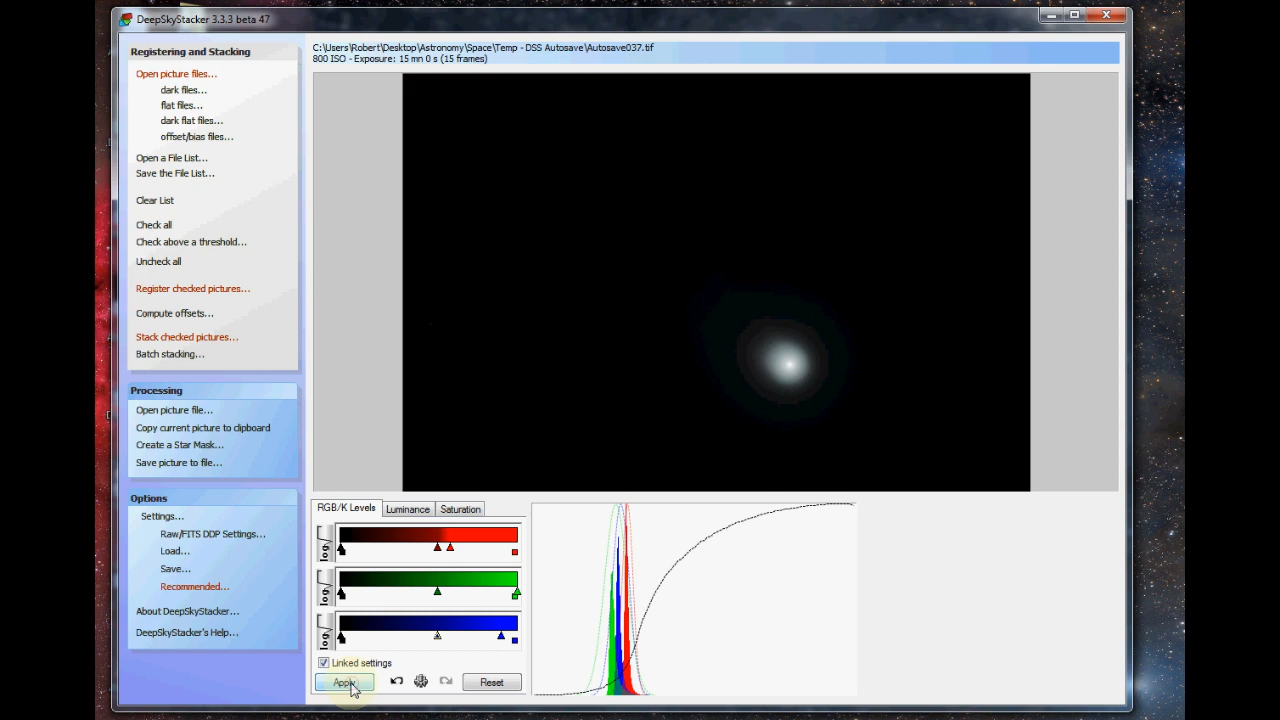 DeepSkyStacker 3.3.3 beta 47
Registering and Stacking
Open picture files...
dark files...
flat files...
dark flat files...
offset/bias files...
Open a File List...
Save the File List...
Clear List
Check all
Check above a threshold...
Uncheck all
Register checked pictures...
Compute offsets...
Stack checked pictures...
Batch stacking...
Processing
Open picture file...
Copy current picture to clipboard
Create a Star Mask...
Save picture to file...
Options
Settings...
Raw/FITS DDP Settings...
Load...
Save...
Recommended...
About DeepSkyStacker...
DeepSkyStacker's Help...
C:\Users\Robert\Desktop\Astronomy\Space\Temp - DSS Autosave\Autosave037.tif
800 ISO - Exposure: 15 mn 0 s (15 frames)
RGB/K Levels Luminance Saturation
log
log
log
Linked settings
Apply Reset